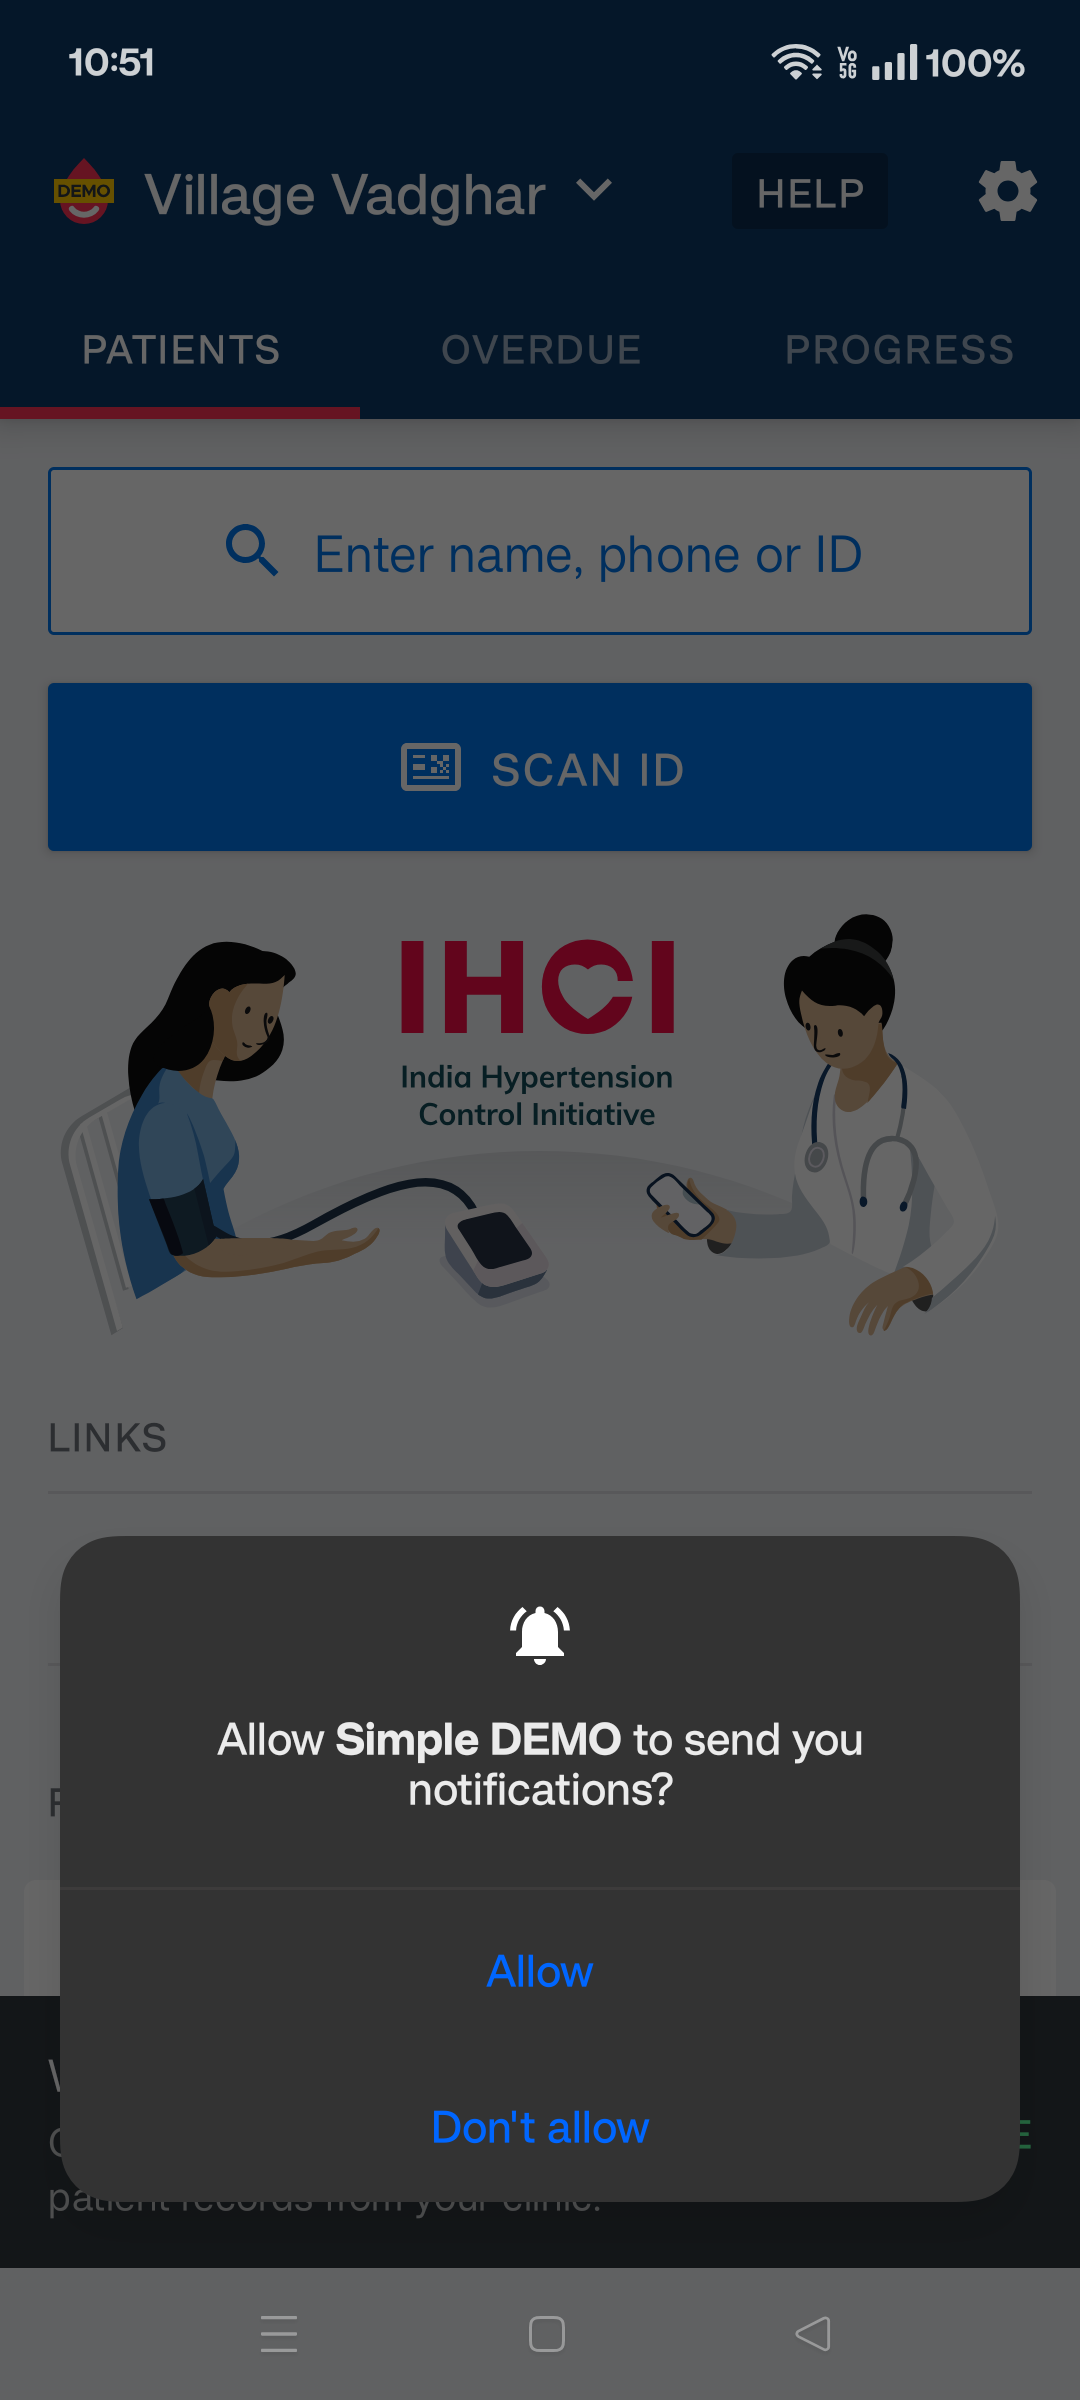 10:51
Vo 5G
100%
DEMO
Village Vadghar
HELP
PATIENTS
OVERDUE
PROGRESS
Enter name, phone or ID
SCAN ID
IHCI
India Hypertension
Control Initiative
LINKS
Allow Simple DEMO to send you
notifications?
Allow
Don't allow
patient records from your clinic.